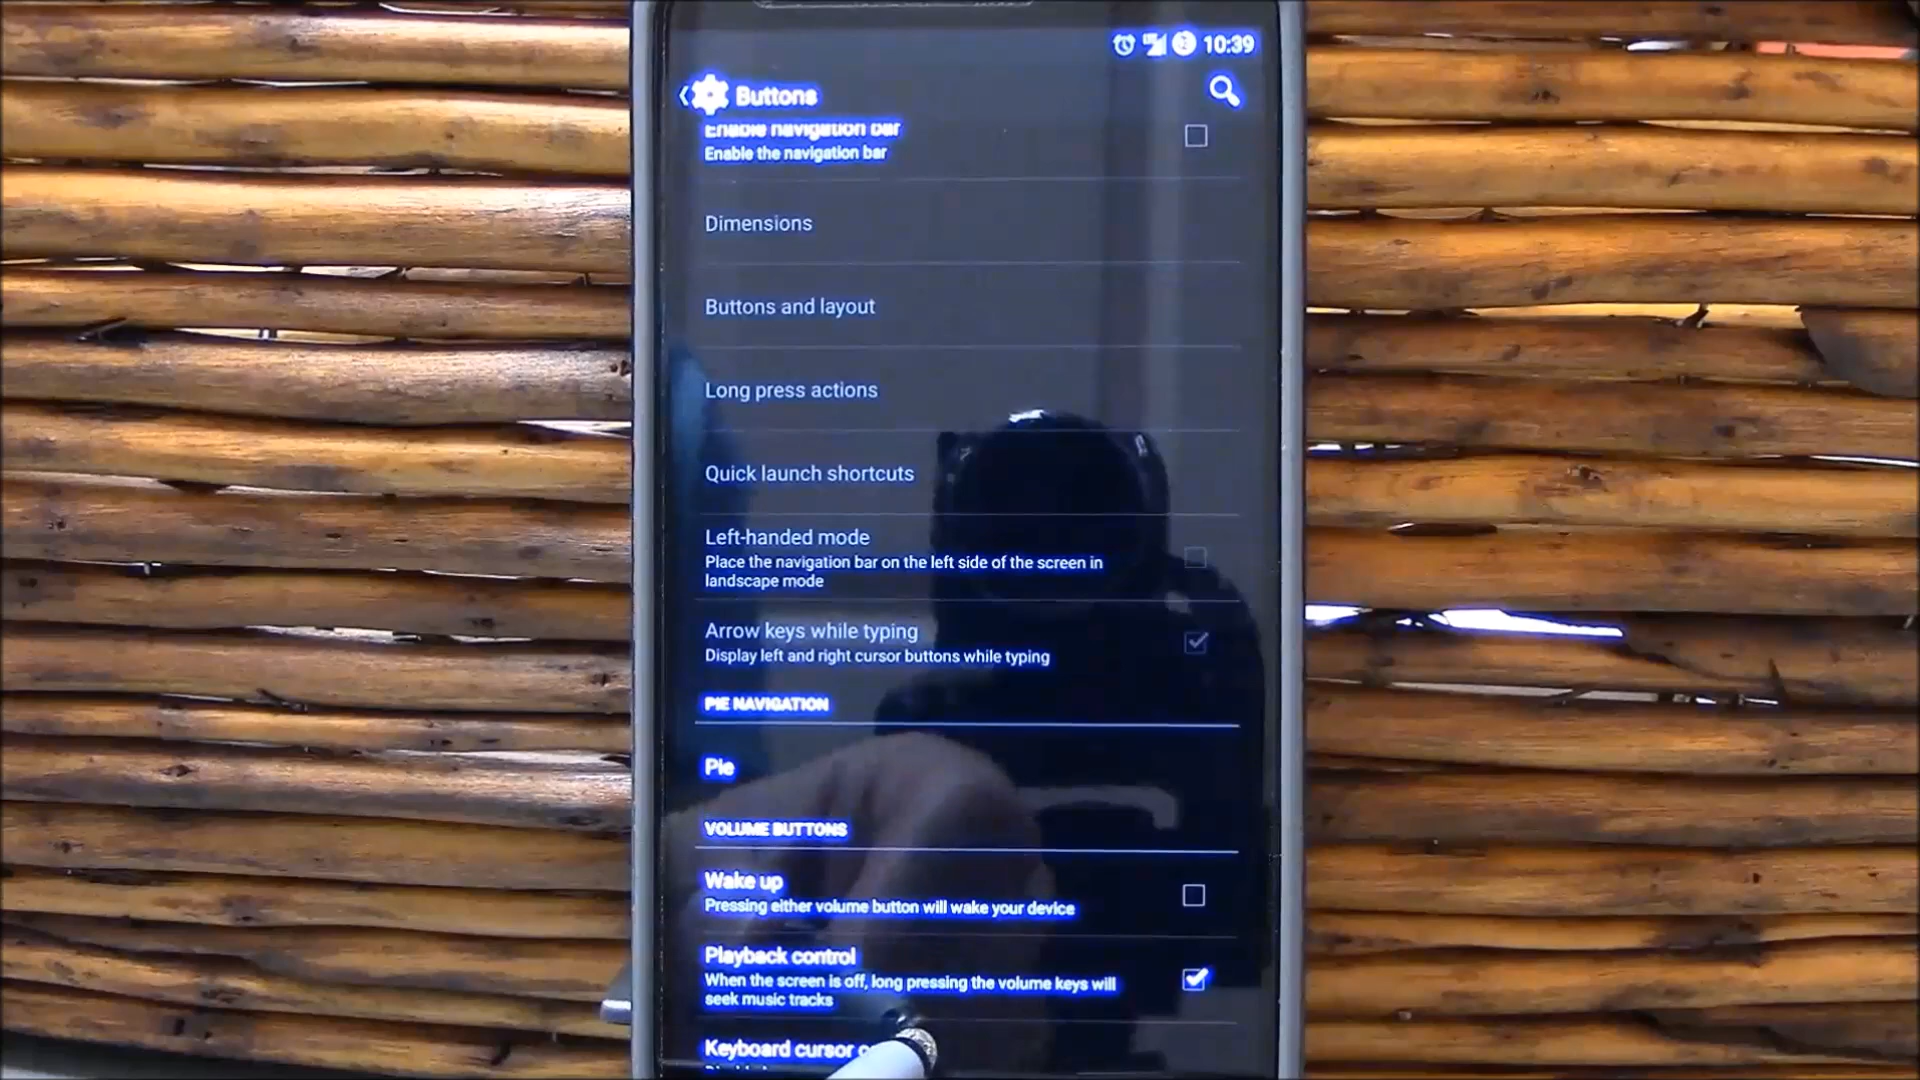 10:39
Buttons
Enable navigation bar
Enable the navigation bar
Dimensions
Buttons and layout
Long press actions
Quick launch shortcuts
Left-handed mode
Place the navigation bar on the left side of the screen in
landscape mode
Arrow keys while typing
Display left and right cursor buttons while typing
PIE NAVIGATION
Pie
VOLUME BUTTONS
Wake up
Pressing either volume button will wake your device
Playback control
When the screen is off, long pressing the volume keys will
seek music tracks
Keyboard cursor